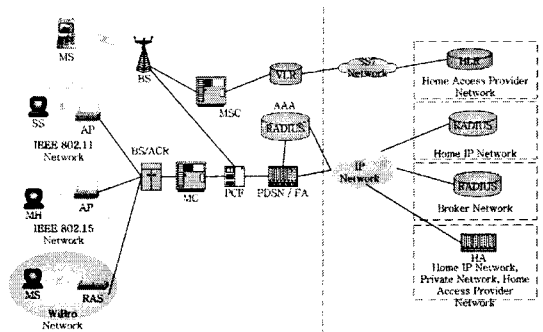 MS
BS
MSC
VLR
SS7
Network
HLR
Home Access Provider
Network
SS
AP
IEEE 802.11
Network
BS/ACR
AAA
RADIUS
RADIUS
Home IP Network
MH
AP
IEEE 802.15
Network
MC
PCF
PDSN / FA
IP
Network
RADIUS
Broker Network
MS
RAS
WiBro
Network
HA
Home IP Network,
Private Network, Home
Access Provider
Network